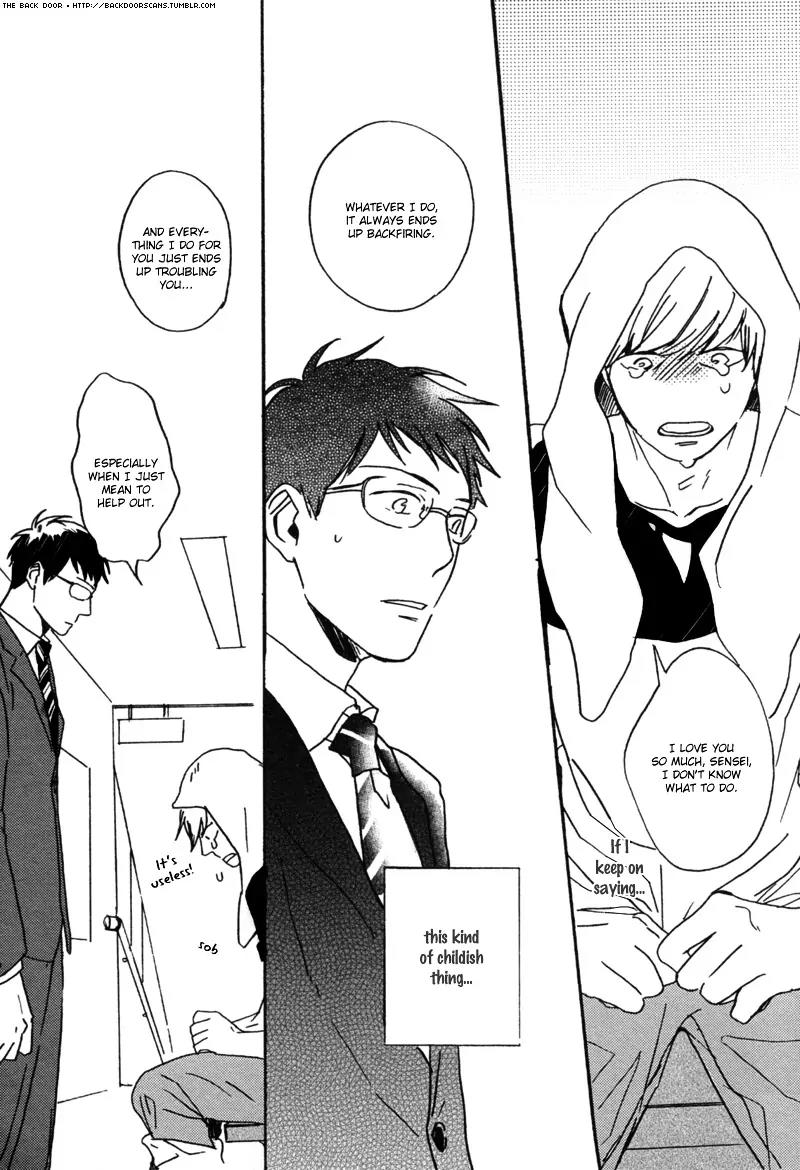 THE BACK DOOR • HTTP://BACKDOORSCANS.TUMBLR.COM
I LOVE YOU
SO MUCH, SENSEI,
I DON'T KNOW
WHAT TO DO.
If I
keep on
saying...
WHATEVER I DO,
IT ALWAYS ENDS
UP BACKFIRING.
this kind
of childish
thing...
AND EVERY-
THING I DO FOR
YOU JUST ENDS
UP TROUBLING
YOU...
ESPECIALLY
WHEN I JUST
MEAN TO
HELP OUT.
It's
useless!
sob